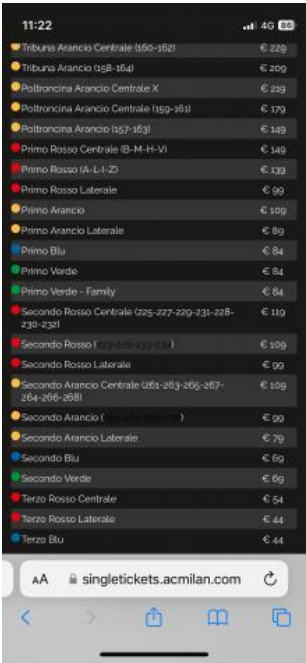 11:22
4G 86
Tribuna Arancio Centrale (160-162) € 229
Tribuna Arancio (158-164) € 209
Poltroncina Arancio Centrale X € 219
Poltroncina Arancio Centrale (159-161) € 179
Poltroncina Arancio (157-163) € 149
Primo Rosso Centrale (B-M-H-V) € 149
Primo Rosso (A-L-I-Z) € 139
Primo Rosso Laterale € 99
Primo Arancio € 109
Primo Arancio Laterale € 89
Primo Blu € 84
Primo Verde € 84
Primo Verde - Family € 84
Secondo Rosso Centrale (225-227-229-231-228-
230-232) € 119
Secondo Rosso ( ) € 109
Secondo Rosso Laterale € 99
Secondo Arancio Centrale (261-263-265-267-
264-266-268) € 109
Secondo Arancio ( ) € 99
Secondo Arancio Laterale € 79
Secondo Blu € 69
Secondo Verde € 69
Terzo Rosso Centrale € 54
Terzo Rosso Laterale € 44
Terzo Blu € 44
AA singletickets.acmilan.com